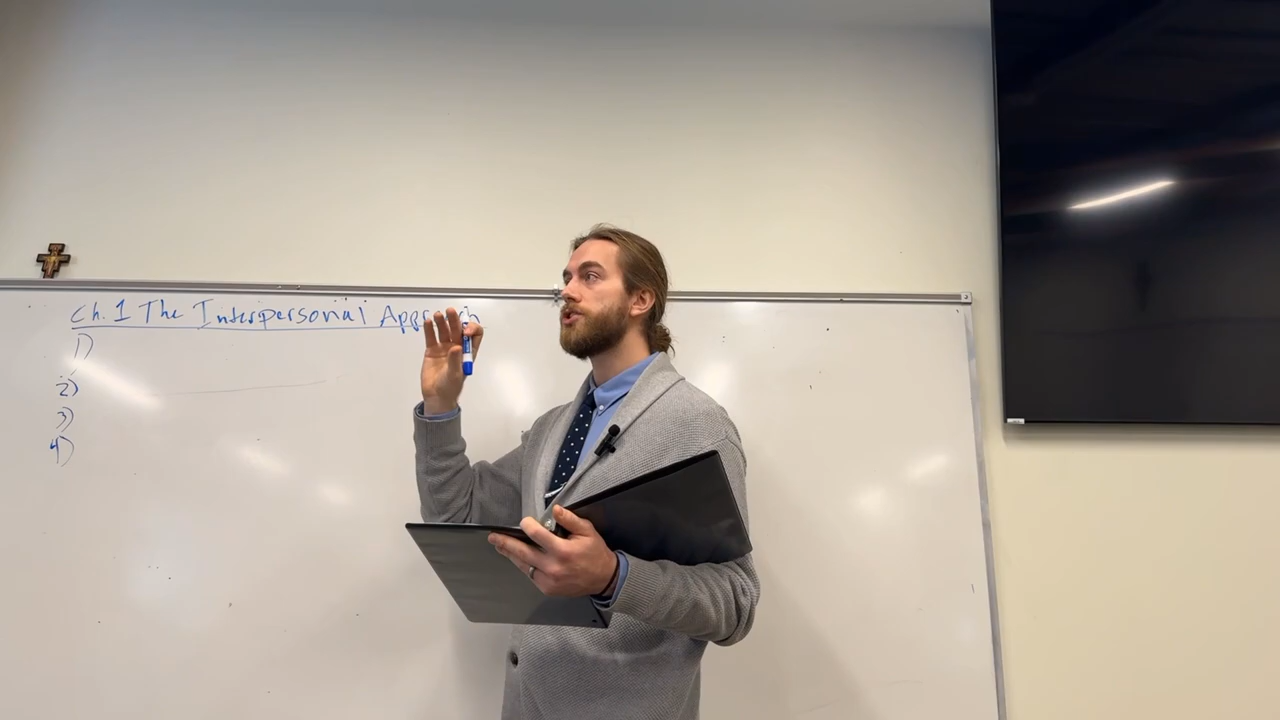 Ch. 1 The Interpersonal
1)
2)
3)
4)